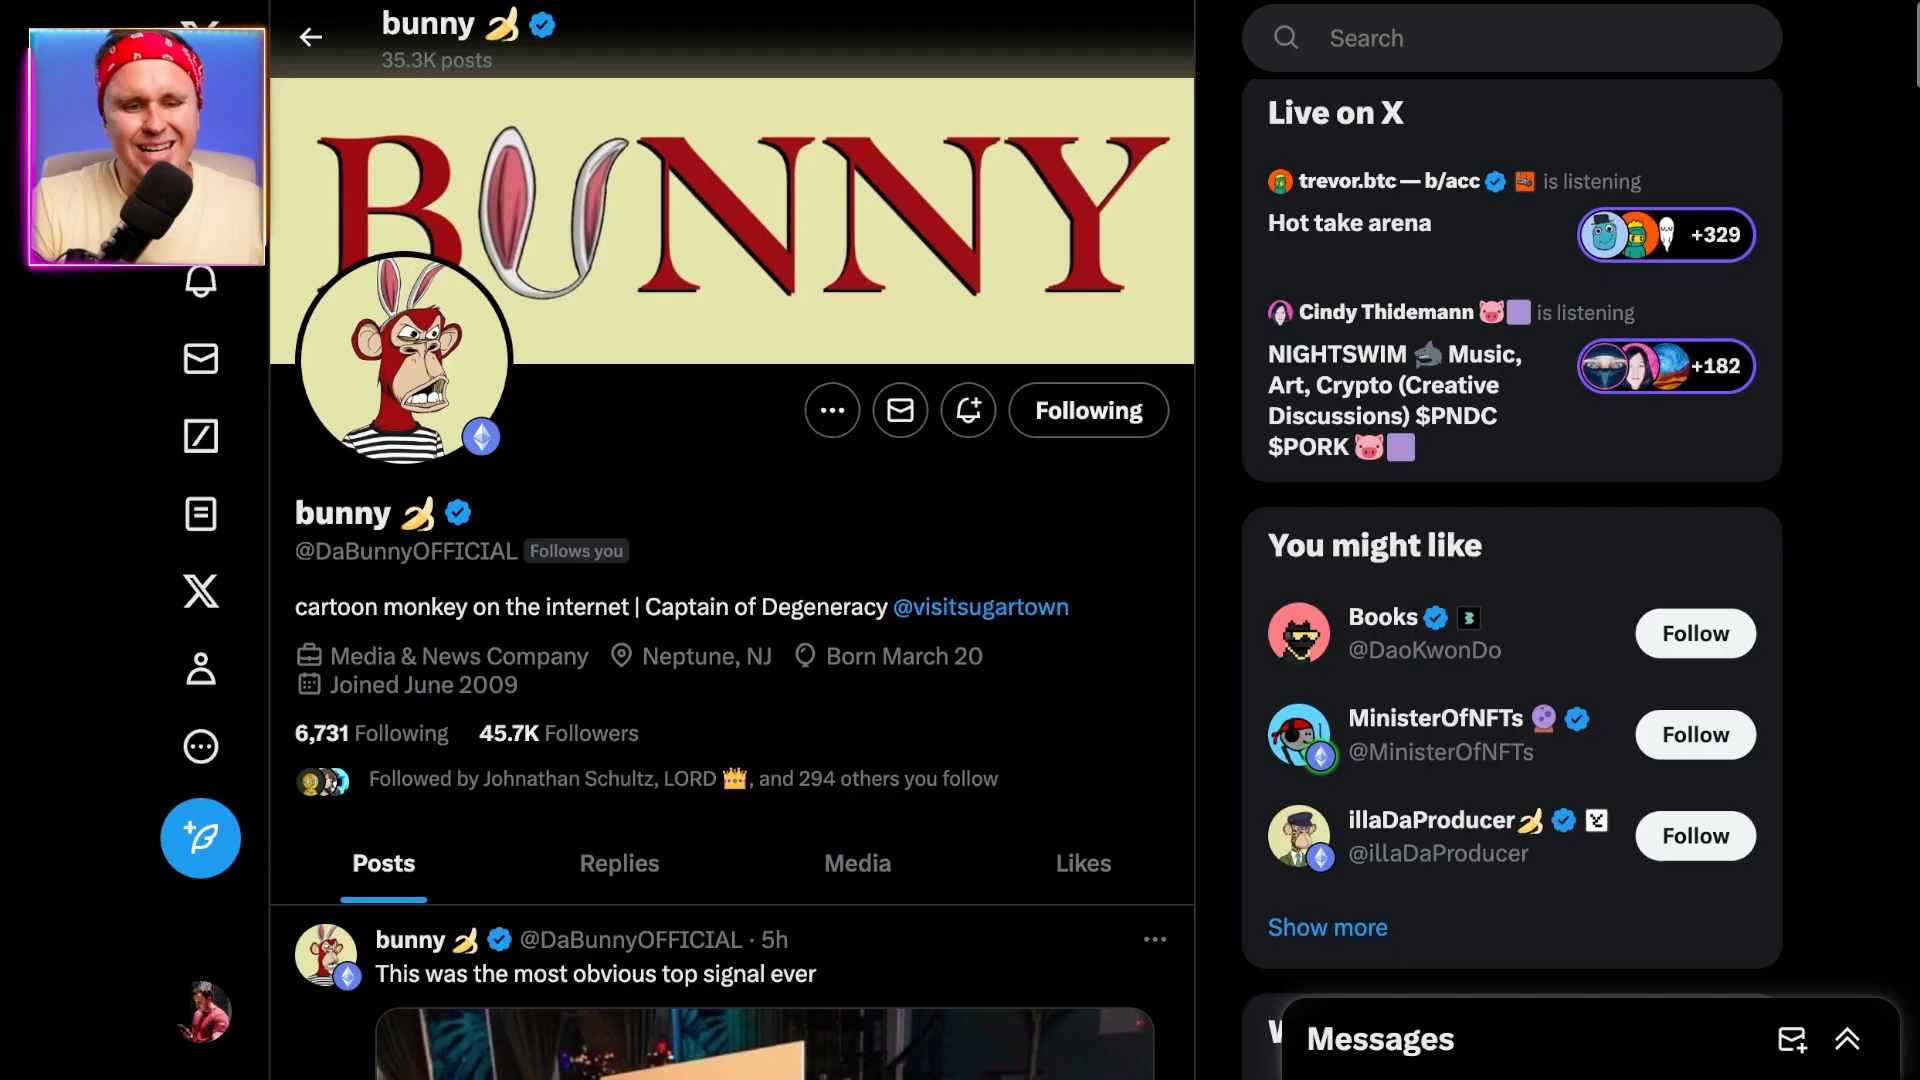 bunny 🍌
35.3K posts
BUNNY
Following
bunny 🍌
@DaBunnyOFFICIAL Follows you
cartoon monkey on the internet | Captain of Degeneracy @visitsugartown
Media & News Company Neptune, NJ Born March 20
Joined June 2009
6,731 Following 45.7K Followers
Followed by Johnathan Schultz, LORD 👑, and 294 others you follow
Posts Replies Media Likes
bunny 🍌 @DaBunnyOFFICIAL · 5h
This was the most obvious top signal ever
Search
Live on X
trevor.btc — b/acc is listening
Hot take arena
+329
Cindy Thidemann 🐷🟪 is listening
NIGHTSWIM 🦈 Music,
Art, Crypto (Creative
Discussions) $PNDC
$PORK 🐷🟪
+182
You might like
Books
@DaoKwonDo
Follow
MinisterOfNFTs 🔮
@MinisterOfNFTs
Follow
illaDaProducer🍌
@illaDaProducer
Follow
Show more
Messages